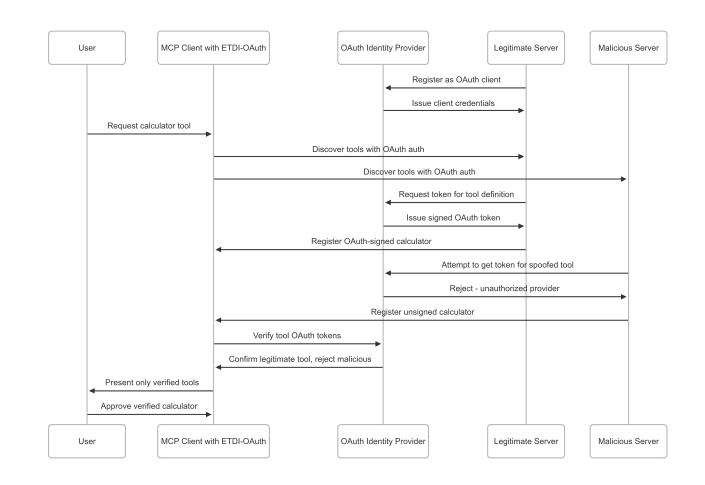 User
MCP Client with ETDI-OAuth
OAuth Identity Provider
Legitimate Server
Malicious Server
Register as OAuth client
Issue client credentials
Request calculator tool
Discover tools with OAuth auth
Discover tools with OAuth auth
Request token for tool definition
Issue signed OAuth token
Register OAuth-signed calculator
Attempt to get token for spoofed tool
Reject - unauthorized provider
Register unsigned calculator
Verify tool OAuth tokens
Confirm legitimate tool, reject malicious
Present only verified tools
Approve verified calculator
User
MCP Client with ETDI-OAuth
OAuth Identity Provider
Legitimate Server
Malicious Server